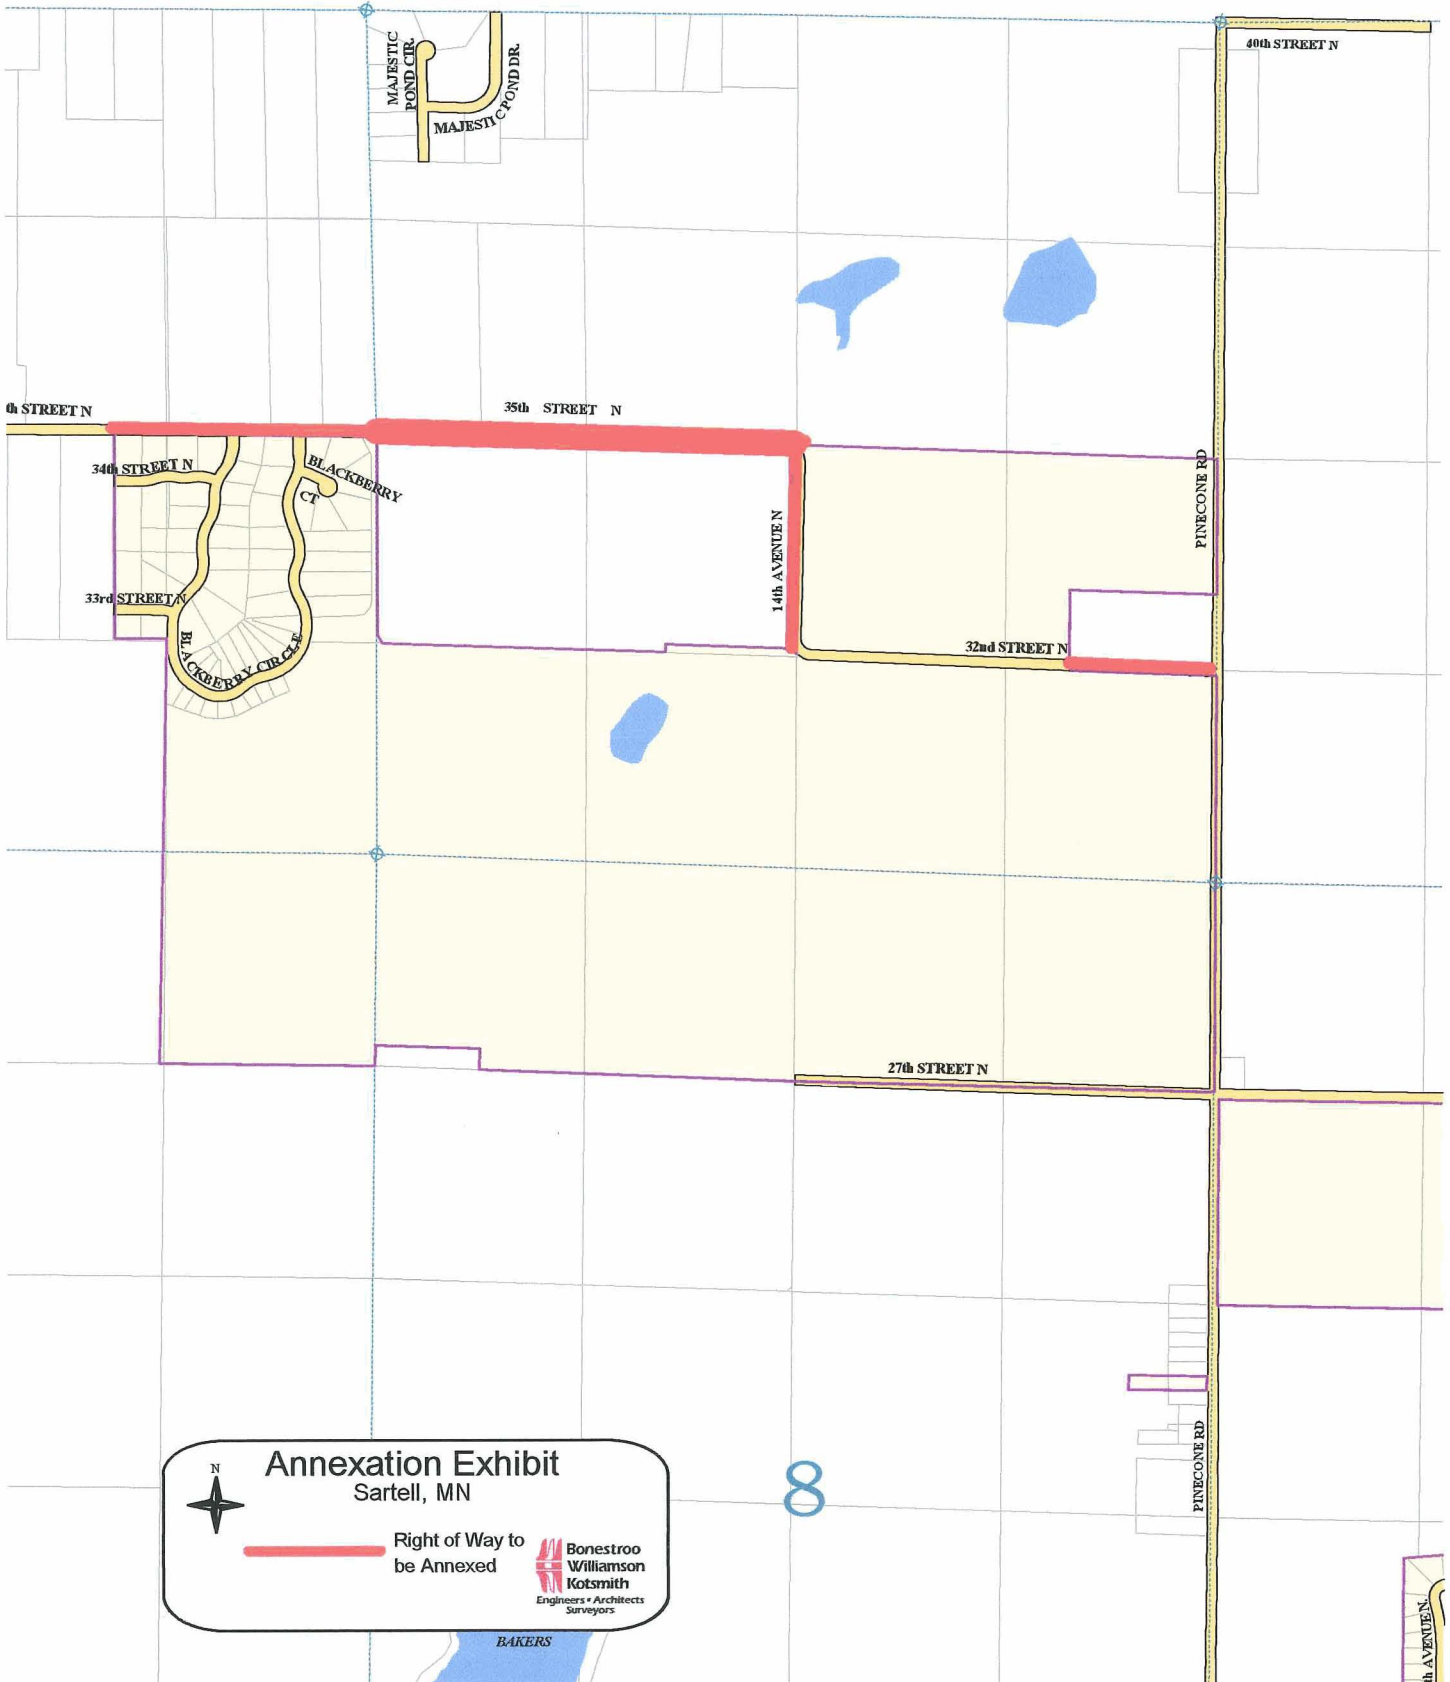 MAJESTIC
POND CIR.
POND DR.
MAJESTIC
40th STREET N
th STREET N
35th STREET N
34th STREET N
BLACKBERRY
CT
PINECONE RD
14th AVENUE N
33rd STREET N
BLACKBERRY CIRCLE
32nd STREET N
27th STREET N
PINECONE RD
8
Annexation Exhibit
Sartell, MN
N
Right of Way to
be Annexed
Bonestroo
Williamson
Kotsmith
Engineers • Architects
Surveyors
BAKERS
th AVENUE N.